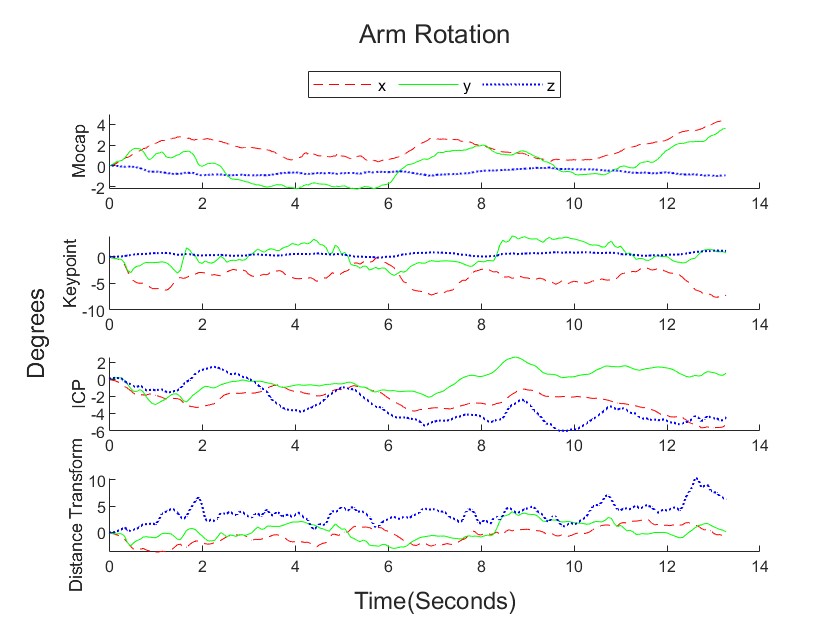 Arm Rotation
x y z
Mocap
4
2
0
-2
0 2 4 6 8 10 12 14
Keypoint
0
-5
-10
0 2 4 6 8 10 12 14
Degrees
ICP
2
0
-2
-4
-6
0 2 4 6 8 10 12 14
Distance Transform
10
5
0
0 2 4 6 8 10 12 14
Time(Seconds)